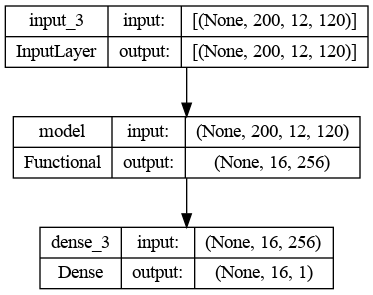 input_3 input: [(None, 200, 12, 120)]
InputLayer output: [(None, 200, 12, 120)]
model input: (None, 200, 12, 120)
Functional output: (None, 16, 256)
dense_3 input: (None, 16, 256)
Dense output: (None, 16, 1)